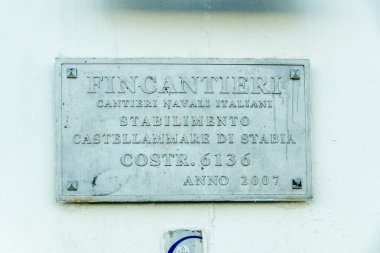 FINCANTIERI
CANTIERI NAVALI ITALIANI
STABILIMENTO
CASTELLAMMARE DI STABIA
COSTR. 6136
ANNO 2007